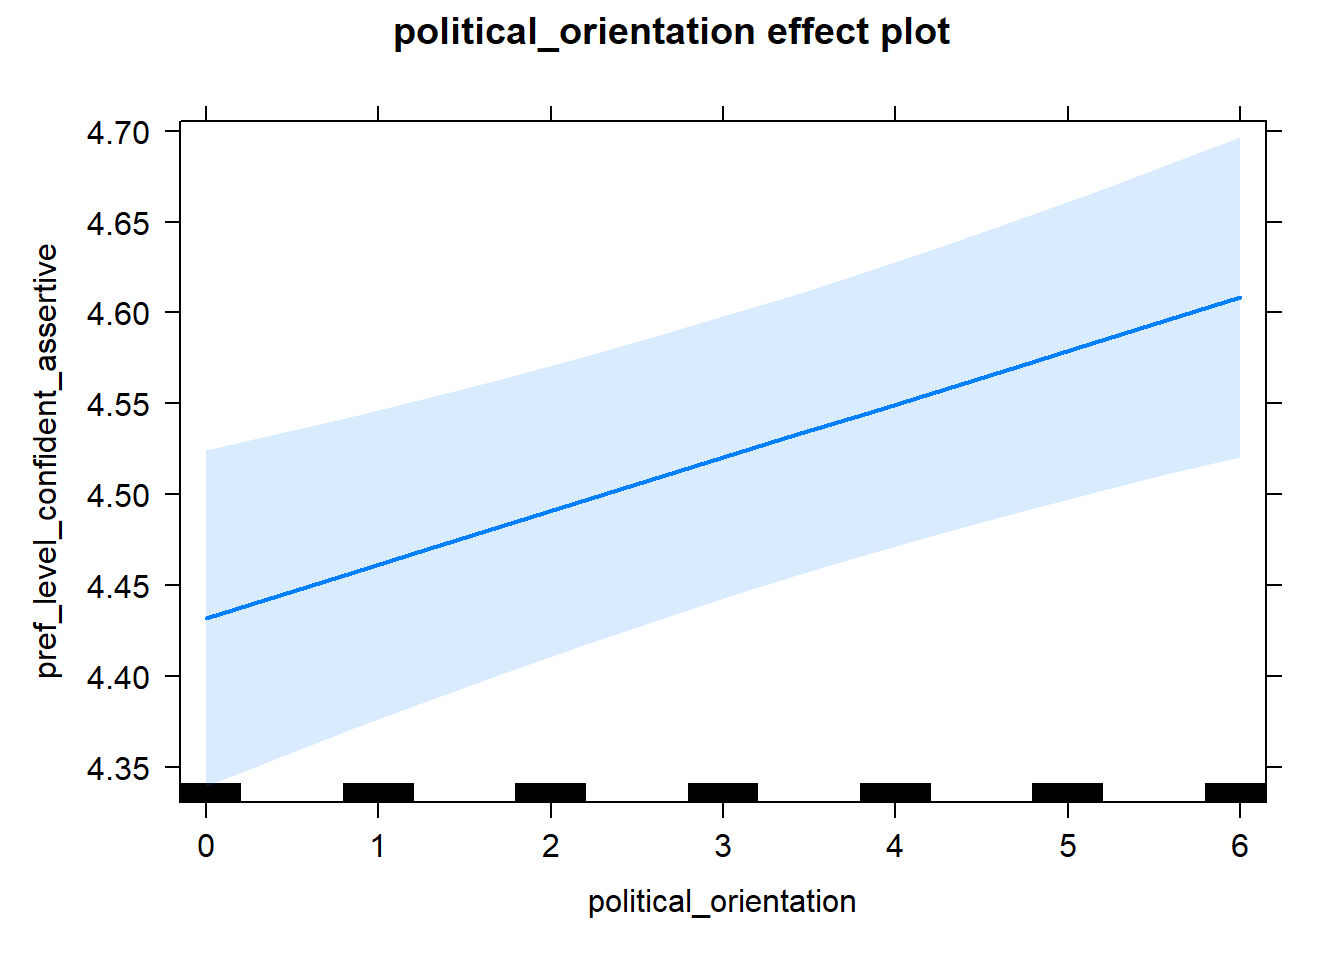 political_orientation effect plot
4.70
4.65
4.60
4.55
4.50
4.45
4.40
4.35
pref_level_confident_assertive
0 1 2 3 4 5 6
political_orientation